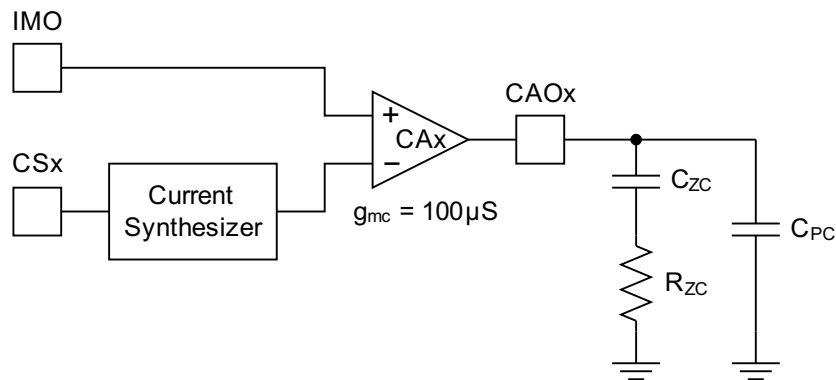 IMO
CAOx
+
CAx
−
CSx
Current
Synthesizer
gmc = 100µS
CZC
RZC
CPC